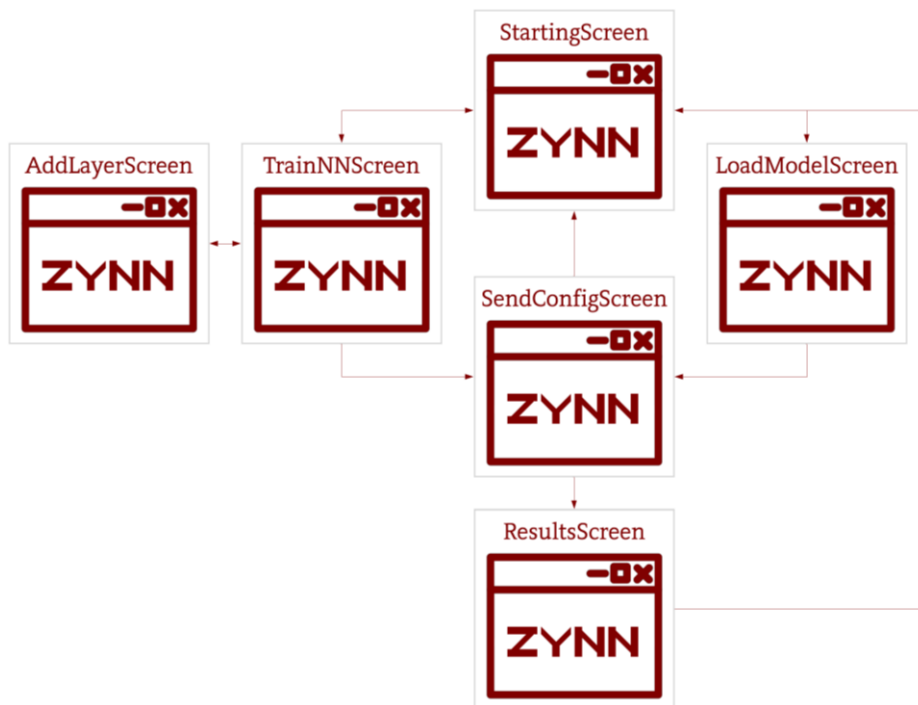 StartingScreen
ZYNN
AddLayerScreen
ZYNN
TrainNNScreen
ZYNN
LoadModelScreen
ZYNN
SendConfigScreen
ZYNN
ResultsScreen
ZYNN